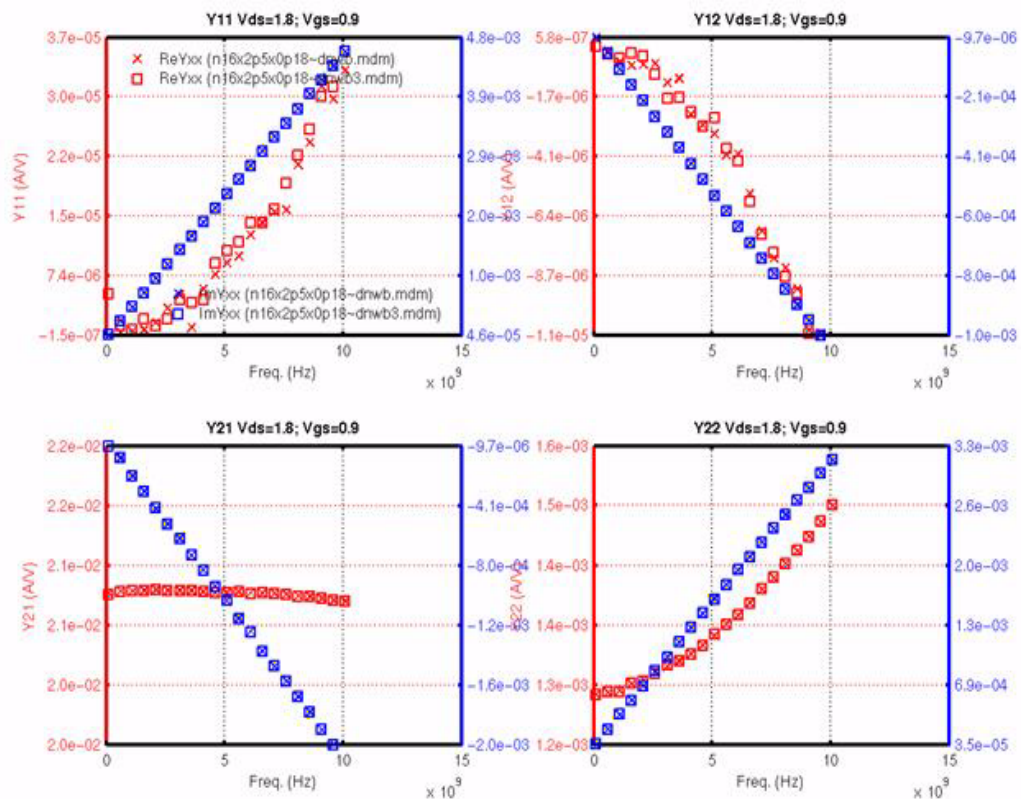 Y11 Vds=1.8; Vgs=0.9
3.7e-05
3.0e-05
2.2e-05
1.5e-05
7.4e-06
−1.5e-07
Y11 (A/V)
ReYxx (n16x2p5x0p18~dnwb.mdm)
ReYxx (n16x2p5x0p18~dnwb3.mdm)
ImYxx (n16x2p5x0p18~dnwb.mdm)
ImYxx (n16x2p5x0p18~dnwb3.mdm)
4.8e−03
3.9e−03
2.9e−03
2.0e−03
1.0e−03
4.6e−05
0
5
10
15
Freq. (Hz)
x 10⁹
Y12 Vds=1.8; Vgs=0.9
5.8e−07
−1.7e−06
−4.1e−06
−6.4e−06
−8.7e−06
−1.1e−05
12 (A/V)
−9.7e−06
−2.1e−04
−4.1e−04
−6.0e−04
−8.0e−04
−1.0e−03
0
5
10
15
Freq. (Hz)
x 10⁹
Y21 Vds=1.8; Vgs=0.9
2.2e−02
2.2e−02
2.1e−02
2.1e−02
2.0e−02
2.0e−02
Y21 (A/V)
−9.7e−06
−4.1e−04
−8.0e−04
−1.2e−03
−1.6e−03
−2.0e−03
0
5
10
15
Freq. (Hz)
x 10⁹
Y22 Vds=1.8; Vgs=0.9
1.6e−03
1.5e−03
1.4e−03
1.4e−03
1.3e−03
1.2e−03
22 (A/V)
3.3e−03
2.6e−03
2.0e−03
1.3e−03
6.9e−04
3.5e−05
0
5
10
15
Freq. (Hz)
x 10⁹